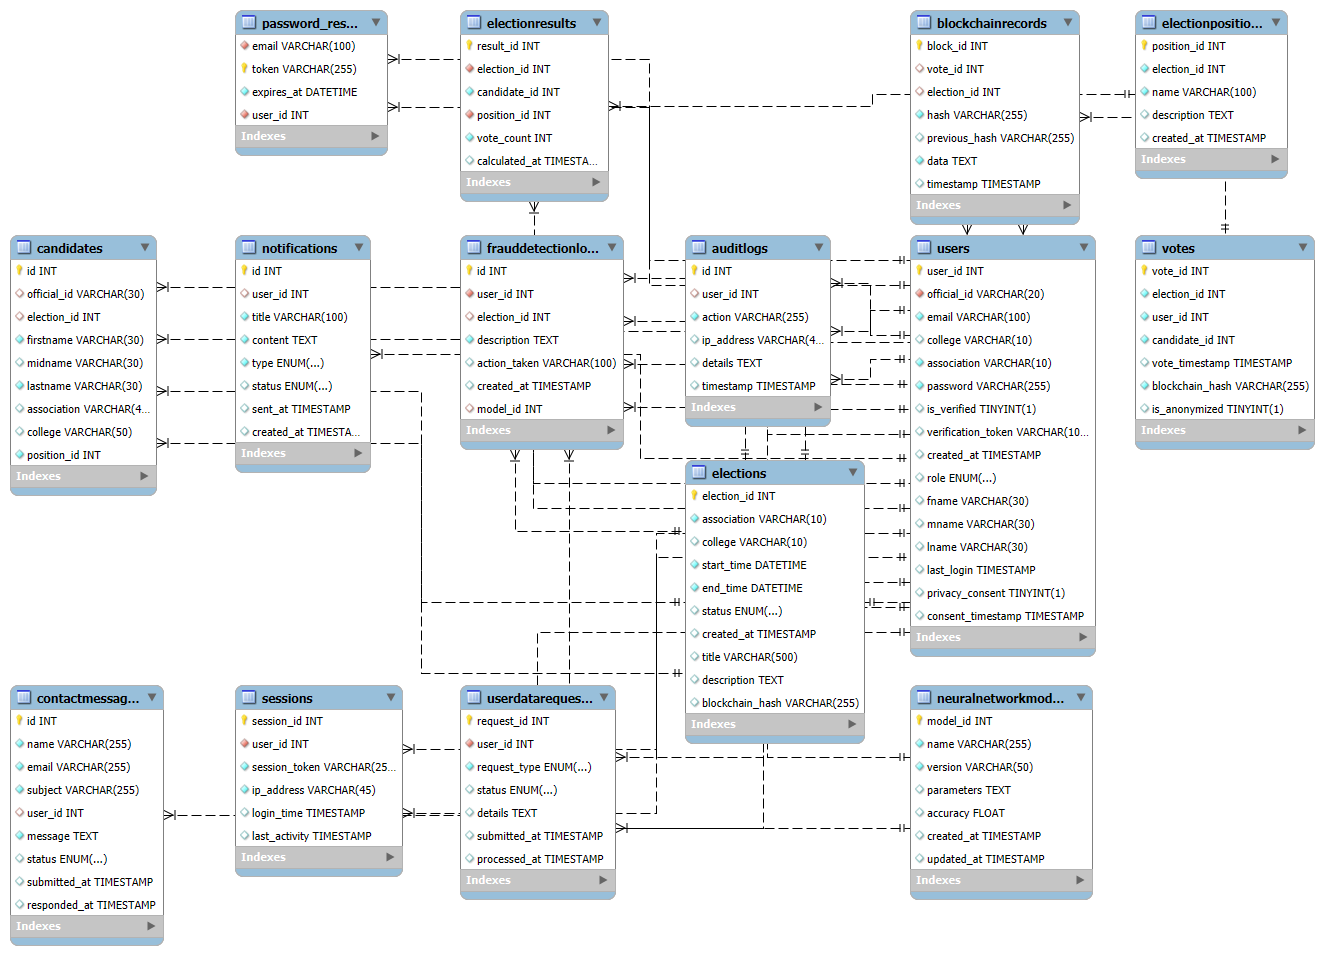 password_res...
email VARCHAR(100)
token VARCHAR(255)
expires_at DATETIME
user_id INT
Indexes
electionresults
result_id INT
election_id INT
candidate_id INT
position_id INT
vote_count INT
calculated_at TIMESTA...
Indexes
blockchainrecords
block_id INT
vote_id INT
election_id INT
hash VARCHAR(255)
previous_hash VARCHAR(255)
data TEXT
timestamp TIMESTAMP
Indexes
electionpositio...
position_id INT
election_id INT
name VARCHAR(100)
description TEXT
created_at TIMESTAMP
Indexes
candidates
id INT
official_id VARCHAR(30)
election_id INT
firstname VARCHAR(30)
midname VARCHAR(30)
lastname VARCHAR(30)
association VARCHAR(4...
college VARCHAR(50)
position_id INT
Indexes
notifications
id INT
user_id INT
title VARCHAR(100)
content TEXT
type ENUM(...)
status ENUM(...)
sent_at TIMESTAMP
created_at TIMESTA...
Indexes
frauddetectionlo...
id INT
user_id INT
election_id INT
description TEXT
action_taken VARCHAR(100)
created_at TIMESTAMP
model_id INT
Indexes
auditlogs
id INT
user_id INT
action VARCHAR(255)
ip_address VARCHAR(4...
details TEXT
timestamp TIMESTAMP
Indexes
users
user_id INT
official_id VARCHAR(20)
email VARCHAR(100)
college VARCHAR(10)
association VARCHAR(10)
password VARCHAR(255)
is_verified TINYINT(1)
verification_token VARCHAR(10...
created_at TIMESTAMP
role ENUM(...)
fname VARCHAR(30)
mname VARCHAR(30)
lname VARCHAR(30)
last_login TIMESTAMP
privacy_consent TINYINT(1)
consent_timestamp TIMESTAMP
Indexes
votes
vote_id INT
election_id INT
user_id INT
candidate_id INT
vote_timestamp TIMESTAMP
blockchain_hash VARCHAR(255)
is_anonymized TINYINT(1)
Indexes
elections
election_id INT
association VARCHAR(10)
college VARCHAR(10)
start_time DATETIME
end_time DATETIME
status ENUM(...)
created_at TIMESTAMP
title VARCHAR(500)
description TEXT
blockchain_hash VARCHAR(255)
Indexes
contactmessag...
id INT
name VARCHAR(255)
email VARCHAR(255)
subject VARCHAR(255)
user_id INT
message TEXT
status ENUM(...)
submitted_at TIMESTAMP
responded_at TIMESTAMP
Indexes
sessions
session_id INT
user_id INT
session_token VARCHAR(25...
ip_address VARCHAR(45)
login_time TIMESTAMP
last_activity TIMESTAMP
Indexes
userdatareques...
request_id INT
user_id INT
request_type ENUM(...)
status ENUM(...)
details TEXT
submitted_at TIMESTAMP
processed_at TIMESTAMP
Indexes
neuralnetworkmod...
model_id INT
name VARCHAR(255)
version VARCHAR(50)
parameters TEXT
accuracy FLOAT
created_at TIMESTAMP
updated_at TIMESTAMP
Indexes